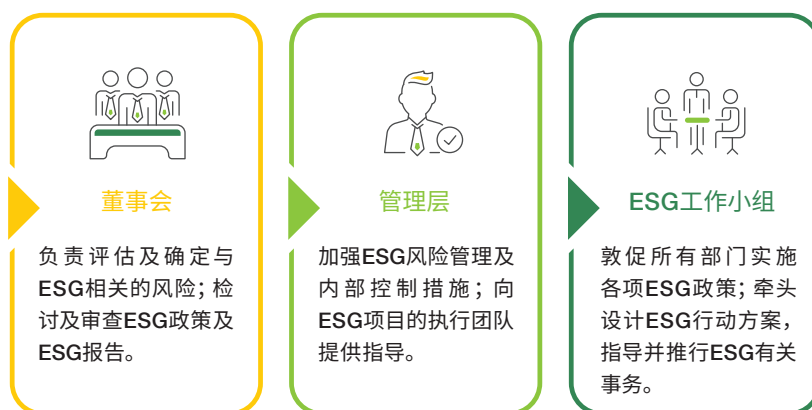 董事会
负责评估及确定与
ESG相关的风险；检
讨及审查ESG政策及
ESG报告。
管理层
加强ESG风险管理及
内部控制措施；向
ESG项目的执行团队
提供指导。
ESG工作小组
敦促所有部门实施
各项ESG政策；牵头
设计ESG行动方案，
指导并推行ESG有关
事务。